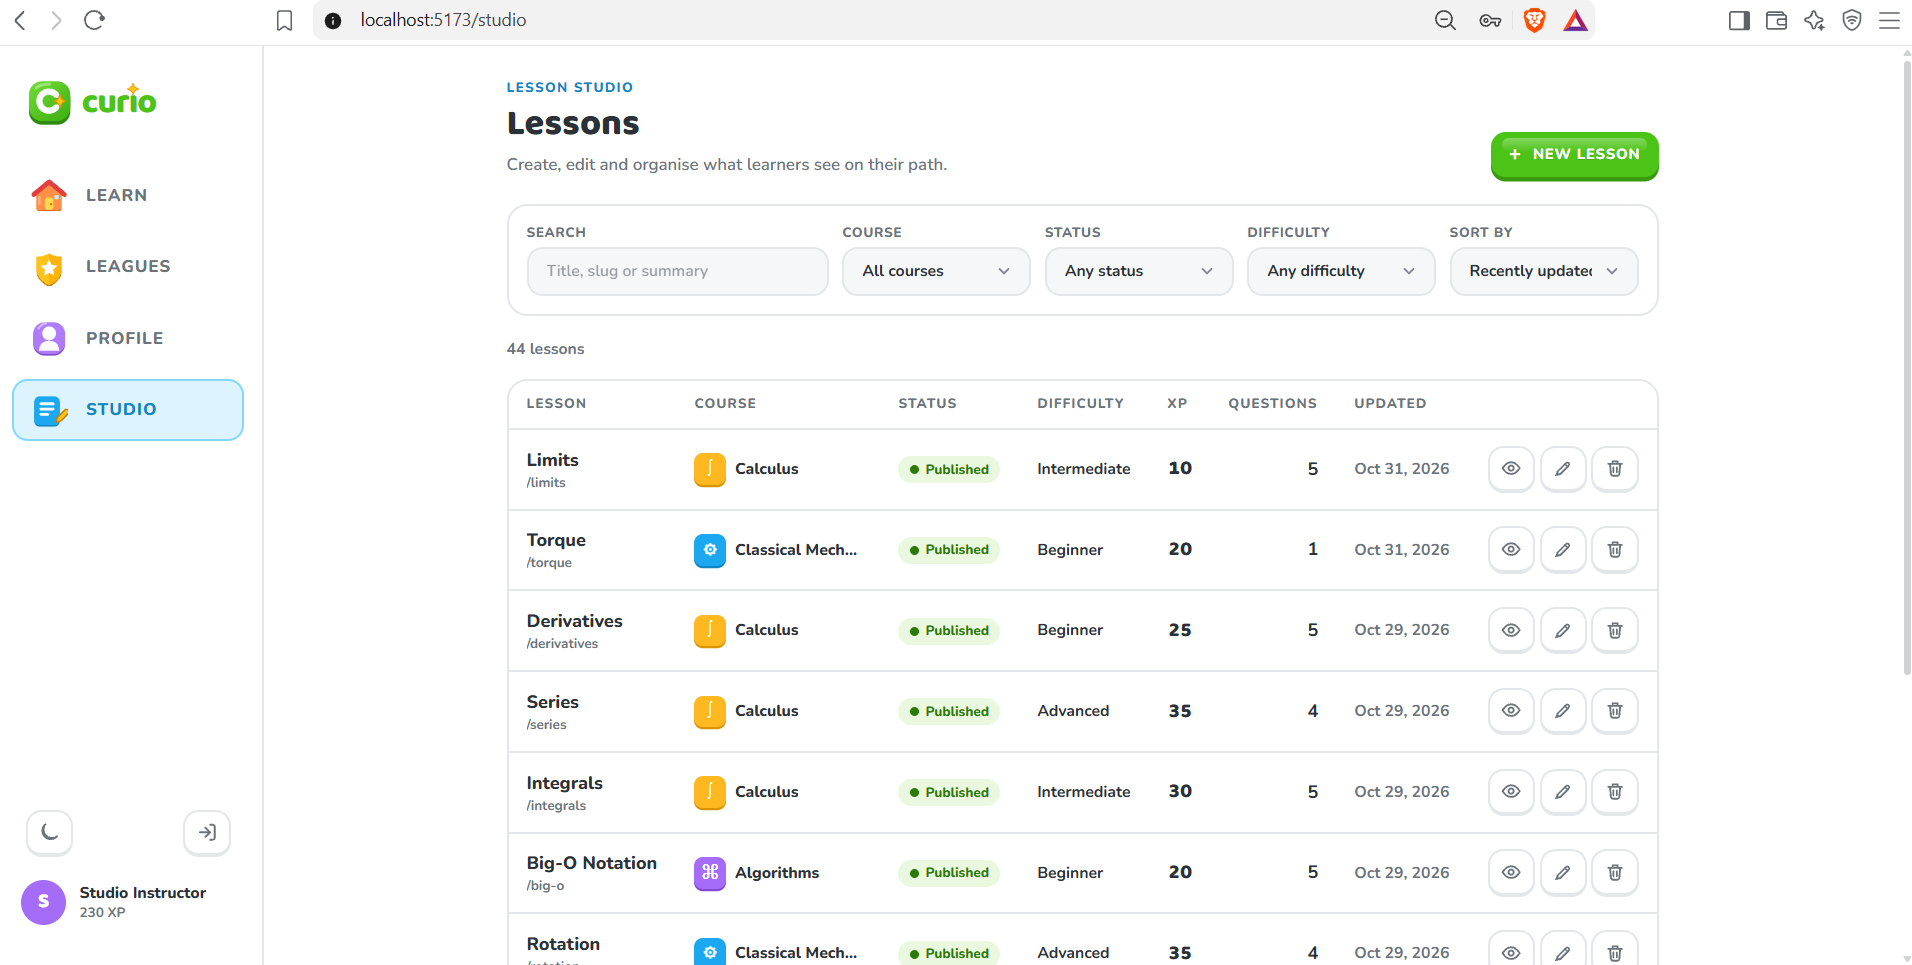 localhost:5173/studio
curio
LEARN
LEAGUES
PROFILE
STUDIO
S
Studio Instructor
230 XP
LESSON STUDIO
Lessons
Create, edit and organise what learners see on their path.
+ NEW LESSON
SEARCH COURSE STATUS DIFFICULTY SORT BY
Title, slug or summary All courses Any status Any difficulty Recently updated
44 lessons
LESSON COURSE STATUS DIFFICULTY XP QUESTIONS UPDATED
Limits
/limits
∫ Calculus Published Intermediate 10 5 Oct 31, 2026
Torque
/torque
Classical Mech... Published Beginner 20 1 Oct 31, 2026
Derivatives
/derivatives
∫ Calculus Published Beginner 25 5 Oct 29, 2026
Series
/series
∫ Calculus Published Advanced 35 4 Oct 29, 2026
Integrals
/integrals
∫ Calculus Published Intermediate 30 5 Oct 29, 2026
Big-O Notation
/big-o
⌘ Algorithms Published Beginner 20 5 Oct 29, 2026
Rotation
Classical Mech... Published Advanced 35 4 Oct 29, 2026